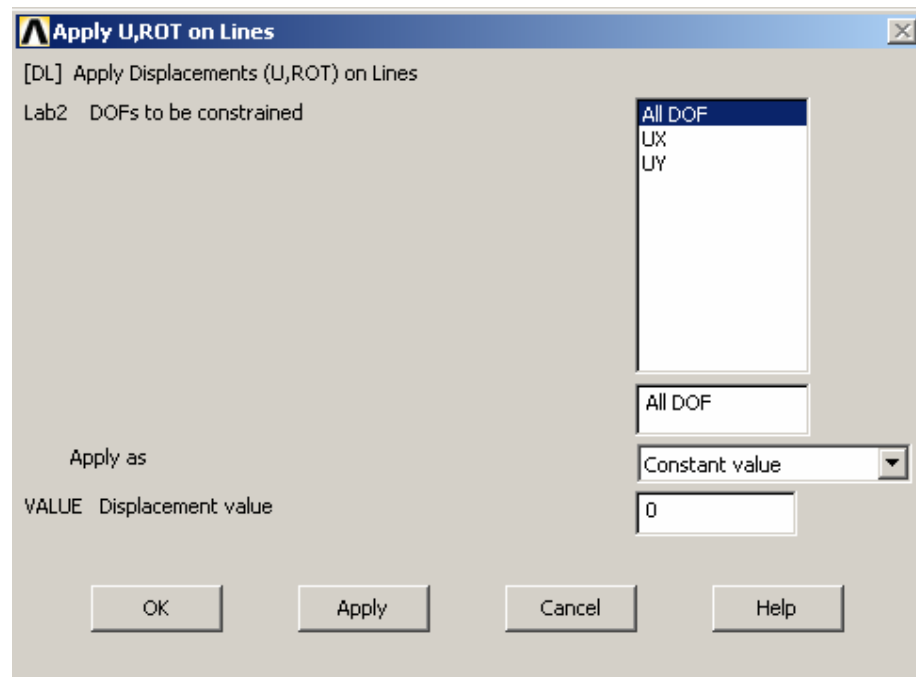 Apply U,ROT on Lines
[DL] Apply Displacements (U,ROT) on Lines
Lab2 DOFs to be constrained
All DOF
UX
UY
All DOF
Apply as
Constant value
VALUE Displacement value
0
OK Apply Cancel Help